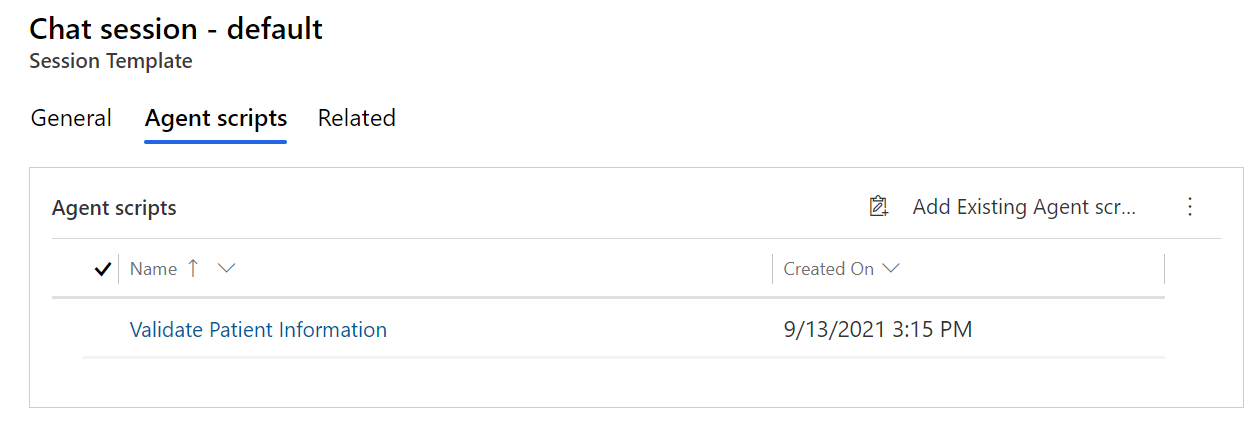 Chat session - default
Session Template
General Agent scripts Related
Agent scripts Add Existing Agent scr...
Name Created On
Validate Patient Information 9/13/2021 3:15 PM